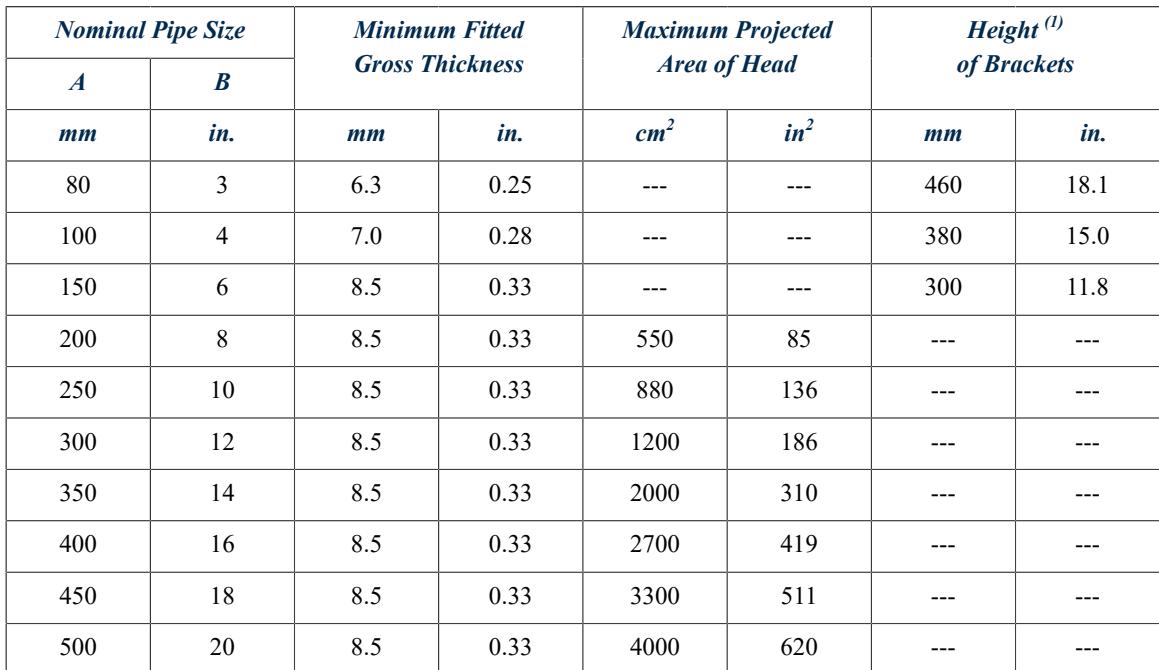 Nominal Pipe Size Minimum Fitted Gross Thickness Maximum Projected Area of Head Height (1) of Brackets
A B
mm in. mm in. cm2 in2 mm in.
80 3 6.3 0.25 --- --- 460 18.1
100 4 7.0 0.28 --- --- 380 15.0
150 6 8.5 0.33 --- --- 300 11.8
200 8 8.5 0.33 550 85 --- ---
250 10 8.5 0.33 880 136 --- ---
300 12 8.5 0.33 1200 186 --- ---
350 14 8.5 0.33 2000 310 --- ---
400 16 8.5 0.33 2700 419 --- ---
450 18 8.5 0.33 3300 511 --- ---
500 20 8.5 0.33 4000 620 --- ---